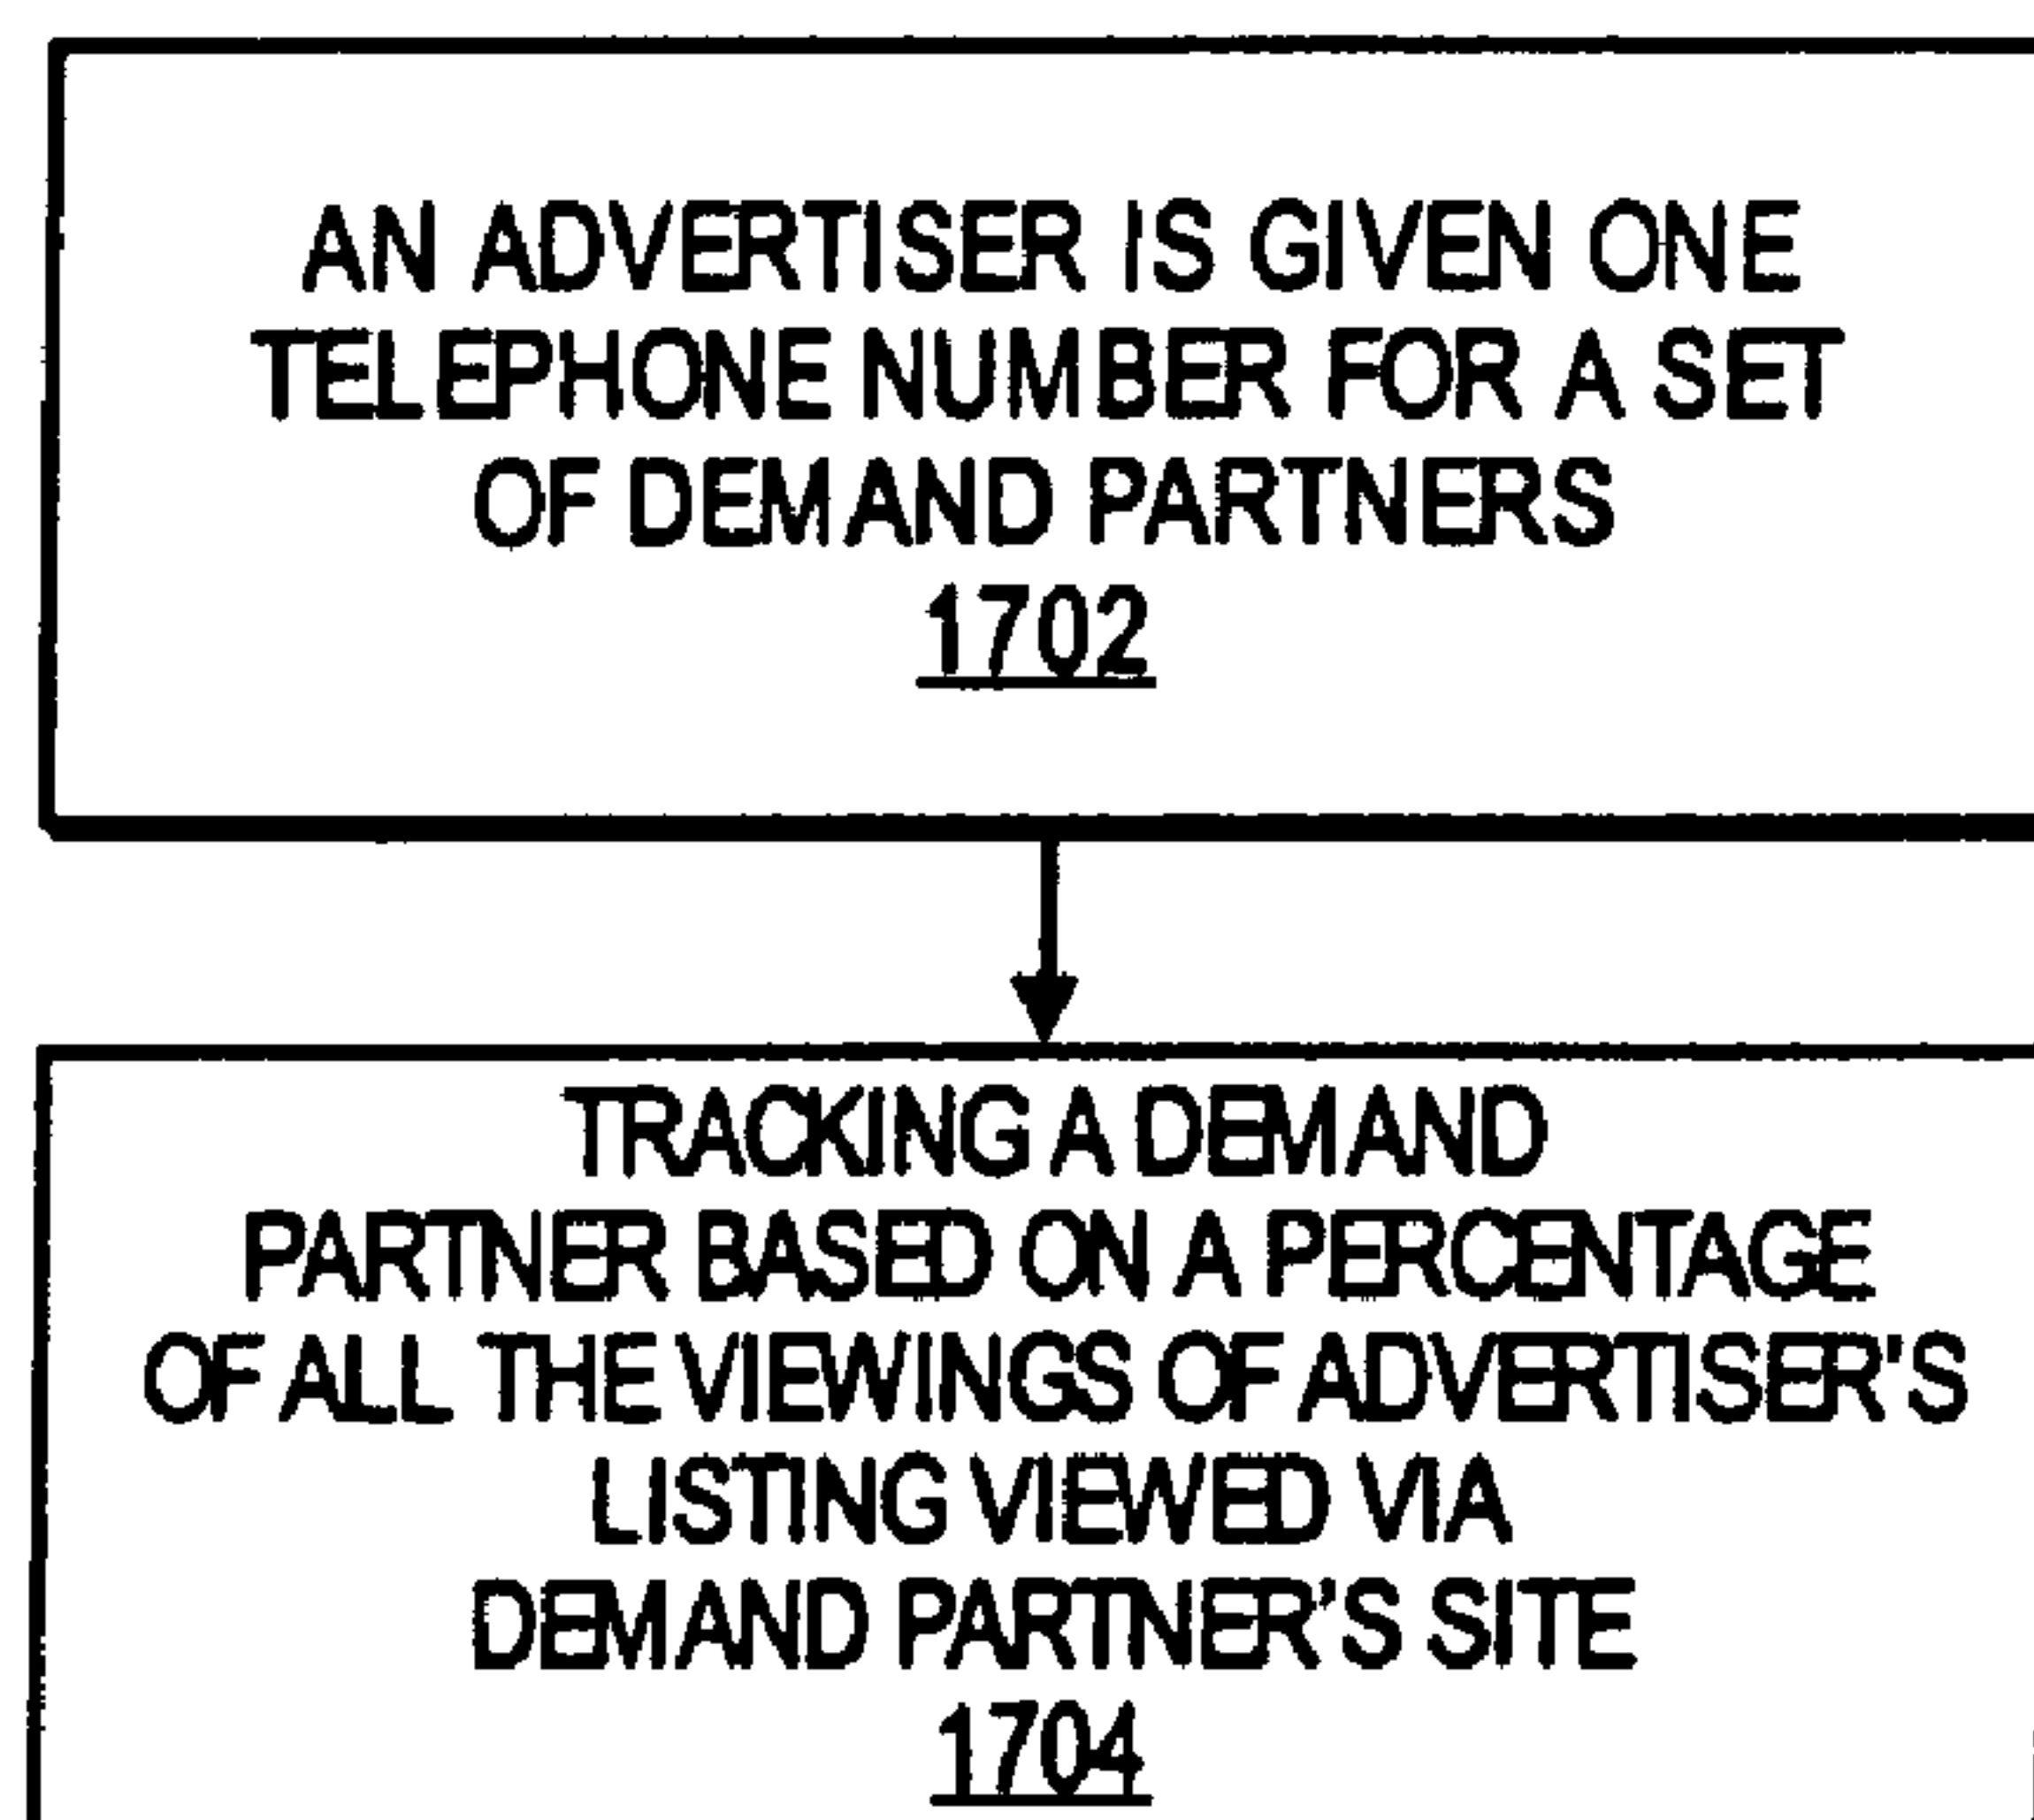 AN ADVERTISER IS GIVEN ONE
TELEPHONE NUMBER FOR A SET
OF DEMAND PARTNERS
1702
TRACKING A DEMAND
PARTNER BASED ON A PERCENTAGE
OF ALL THE VIEWINGS OF ADVERTISER'S
LISTING VIEWED VIA
DEMAND PARTNER'S SITE
1704